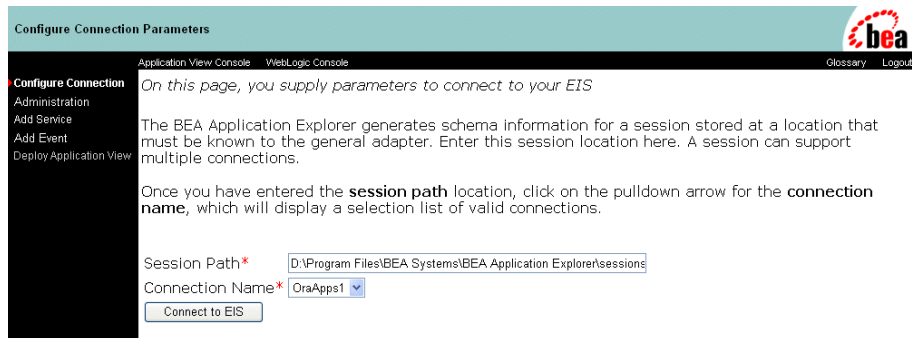 Configure Connection Parameters
bea
Application View Console WebLogic Console Glossary Logout
Configure Connection
Administration
Add Service
Add Event
Deploy Application View
On this page, you supply parameters to connect to your EIS
The BEA Application Explorer generates schema information for a session stored at a location that
must be known to the general adapter. Enter this session location here. A session can support
multiple connections.
Once you have entered the session path location, click on the pulldown arrow for the connection
name, which will display a selection list of valid connections.
Session Path* D:\Program Files\BEA Systems\BEA Application Explorer\sessions
Connection Name* OraApps1
Connect to EIS